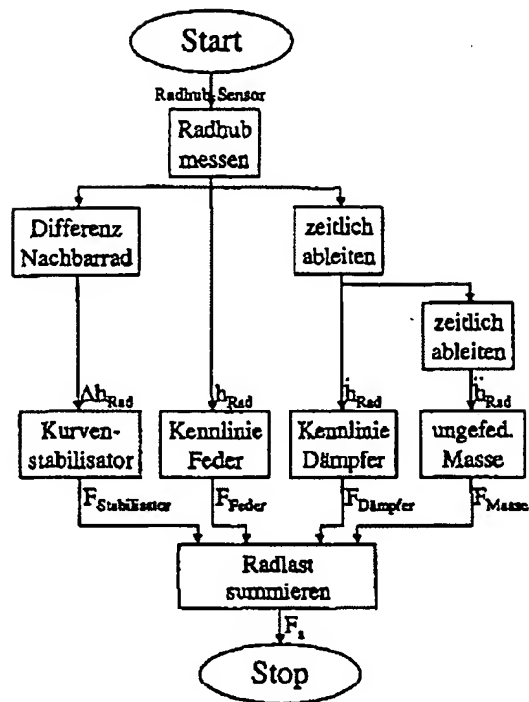 Start
Radhub-Sensor
Radhub
messen
Differenz
Nachbarrad
zeitlich
ableiten
zeitlich
ableiten
Δh_Rad
h_Rad
ḣ_Rad
ḧ_Rad
Kurven-
stabilisator
Kennlinie
Feder
Kennlinie
Dämpfer
ungefed.
Masse
F_Stabilisator
F_Feder
F_Dämpfer
F_Masse
Radlast
summieren
F_z
Stop